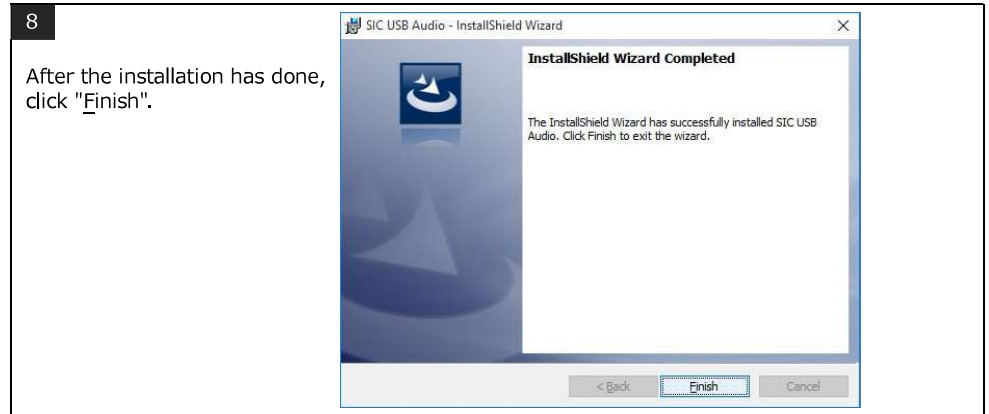 8
After the installation has done,
click "Finish".
SIC USB Audio - InstallShield Wizard
InstallShield Wizard Completed
The InstallShield Wizard has successfully installed SIC USB
Audio. Click Finish to exit the wizard.
< Back Finish Cancel